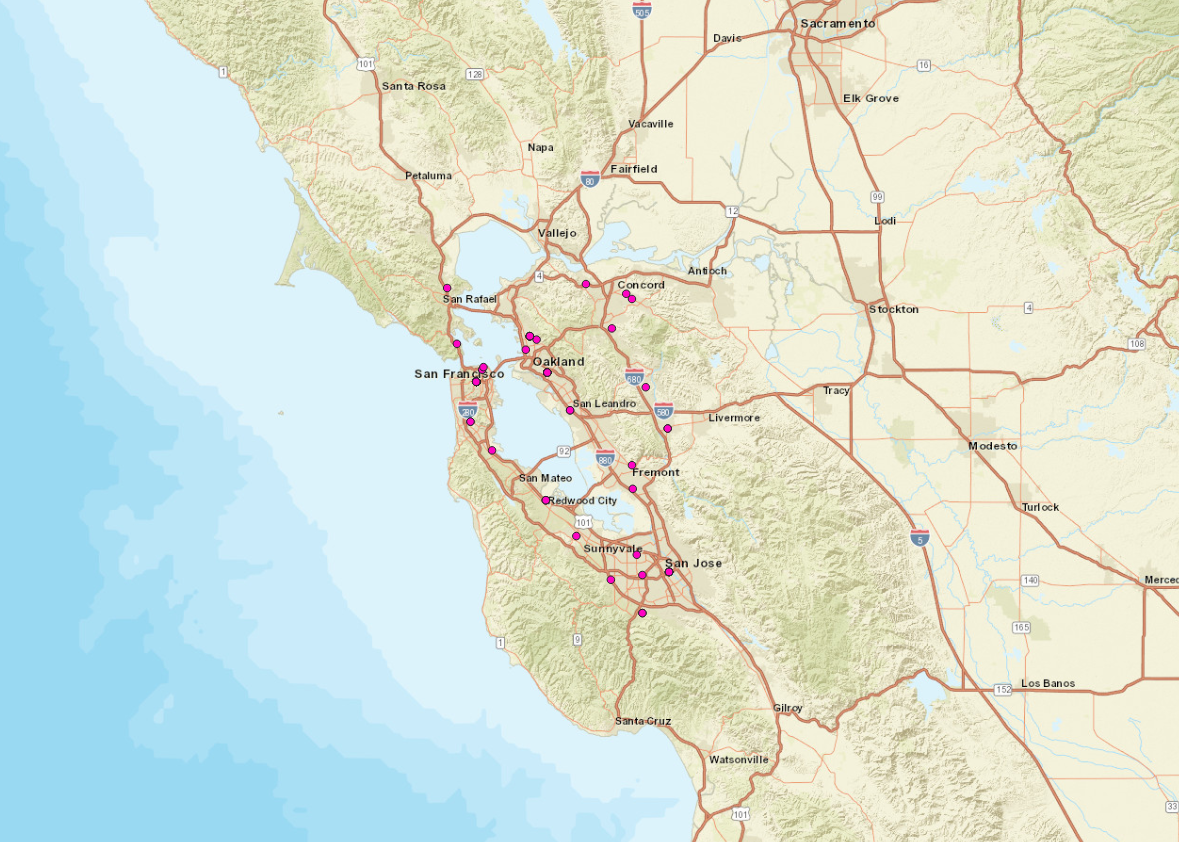 505
Sacramento
Davis
101
1
128
16
Santa Rosa
Elk Grove
Vacaville
Napa
Fairfield
Petaluma
80
99
12
Lodi
Vallejo
Antioch
4
Concord
San Rafael
4
Stockton
108
Oakland
San Francisco
680
Tracy
San Leandro
280
580
Livermore
Modesto
92
880
Fremont
San Mateo
Redwood City
Turlock
101
5
Sunnyvale
San Jose
140
Merced
165
1
9
Los Banos
152
Gilroy
Santa Cruz
Watsonville
101
33